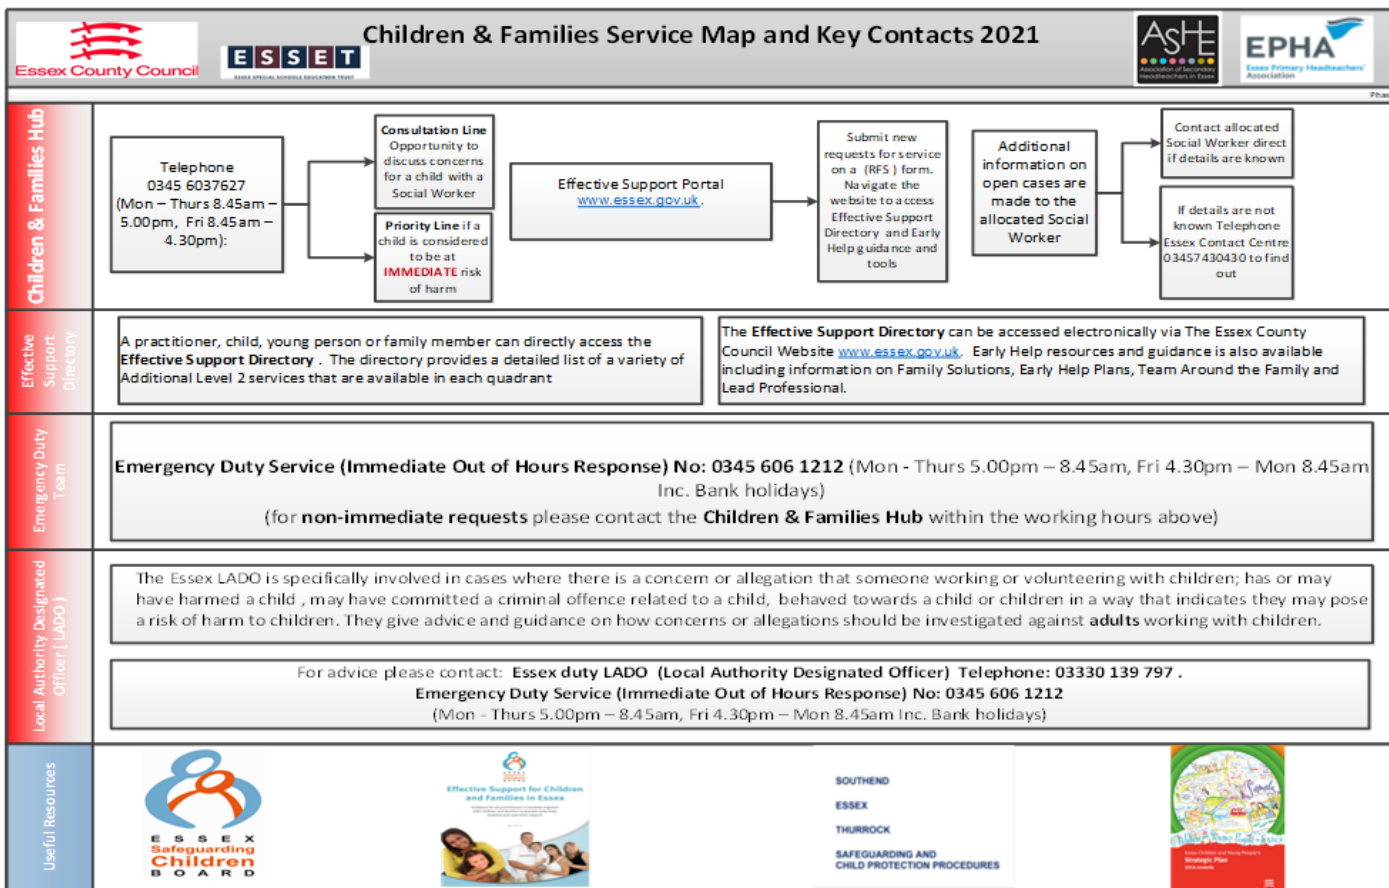 Children & Families Service Map and Key Contacts 2021
Essex County Council
ESSET
ESSEX SPECIAL SCHOOLS EDUCATION TRUST
ASHE
Association of Secondary
Headteachers in Essex
EPHA
Essex Primary Headteachers'
Association
Phas
Children & Families Hub
Telephone
0345 6037627
(Mon – Thurs 8.45am –
5.00pm, Fri 8.45am –
4.30pm):
Consultation Line
Opportunity to
discuss concerns
for a child with a
Social Worker
Priority Line if a
child is considered
to be at
IMMEDIATE risk
of harm
Effective Support Portal
www.essex.gov.uk .
Submit new
requests for service
on a (RFS ) form.
Navigate the
website to access
Effective Support
Directory and Early
Help guidance and
tools
Additional
information on
open cases are
made to the
allocated Social
Worker
Contact allocated
Social Worker direct
if details are known
If details are not
known Telephone
Essex Contact Centre
03457430430 to find
out
Effective
Support
Directory
A practitioner, child, young person or family member can directly access the
Effective Support Directory . The directory provides a detailed list of a variety of
Additional Level 2 services that are available in each quadrant
The Effective Support Directory can be accessed electronically via The Essex County
Council Website www.essex.gov.uk. Early Help resources and guidance is also available
including information on Family Solutions, Early Help Plans, Team Around the Family and
Lead Professional.
Emergency Duty
Team
Emergency Duty Service (Immediate Out of Hours Response) No: 0345 606 1212 (Mon - Thurs 5.00pm – 8.45am, Fri 4.30pm – Mon 8.45am
Inc. Bank holidays)
(for non-immediate requests please contact the Children & Families Hub within the working hours above)
Local Authority Designated
Officer ( LADO )
The Essex LADO is specifically involved in cases where there is a concern or allegation that someone working or volunteering with children; has or may
have harmed a child , may have committed a criminal offence related to a child, behaved towards a child or children in a way that indicates they may pose
a risk of harm to children. They give advice and guidance on how concerns or allegations should be investigated against adults working with children.
For advice please contact: Essex duty LADO (Local Authority Designated Officer) Telephone: 03330 139 797 .
Emergency Duty Service (Immediate Out of Hours Response) No: 0345 606 1212
(Mon - Thurs 5.00pm – 8.45am, Fri 4.30pm – Mon 8.45am Inc. Bank holidays)
Useful Resources
ESSEX
Safeguarding
Children
BOARD
Effective Support for Children
and Families in Essex
SOUTHEND
ESSEX
THURROCK
SAFEGUARDING AND
CHILD PROTECTION PROCEDURES
Essex Children and Young People's
Strategic Plan